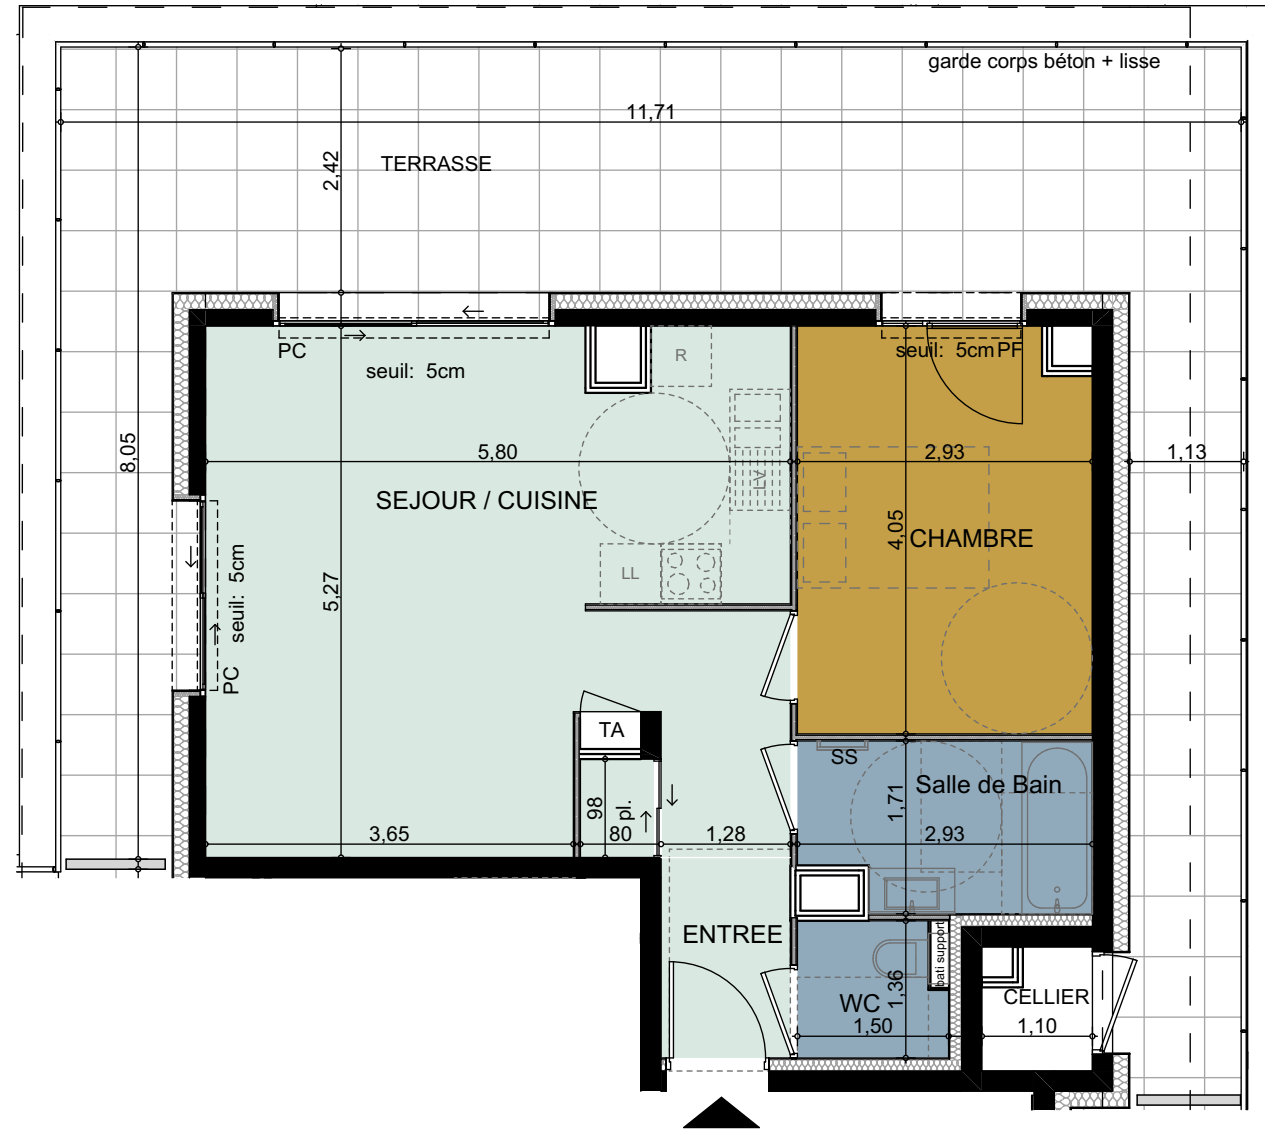 garde corps béton + lisse
11,71
2,42
TERRASSE
PC
seuil: 5cm
R
seuil: 5cm PF
8,05
5,80
2,93
1,13
SEJOUR / CUISINE
LV
4,05
CHAMBRE
seuil: 5cm
5,27
LL
PC
TA
SS
Salle de Bain
98
pl.
1,71
3,65
80
1,28
2,93
ENTREE
bati support
WC
1,36
CELLIER
1,50
1,10